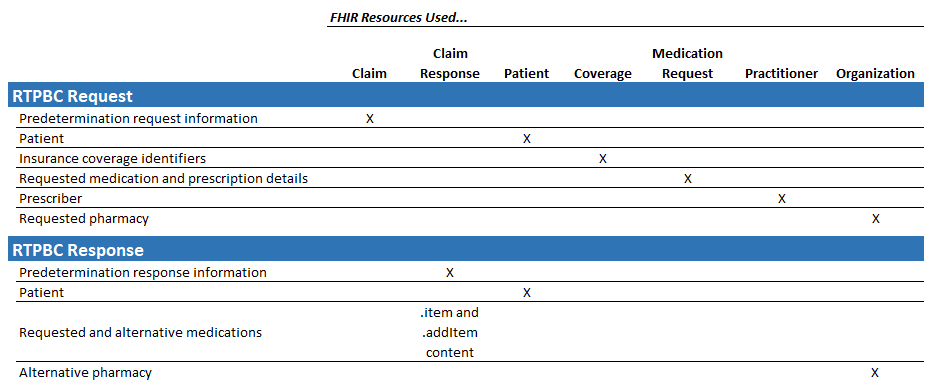 FHIR Resources Used...
Claim Claim Response Patient Coverage Medication Request Practitioner Organization
RTPBC Request
Predetermination request information X
Patient X
Insurance coverage identifiers X
Requested medication and prescription details X
Prescriber X
Requested pharmacy X
RTPBC Response
Predetermination response information X
Patient X
Requested and alternative medications .item and .addItem content
Alternative pharmacy X